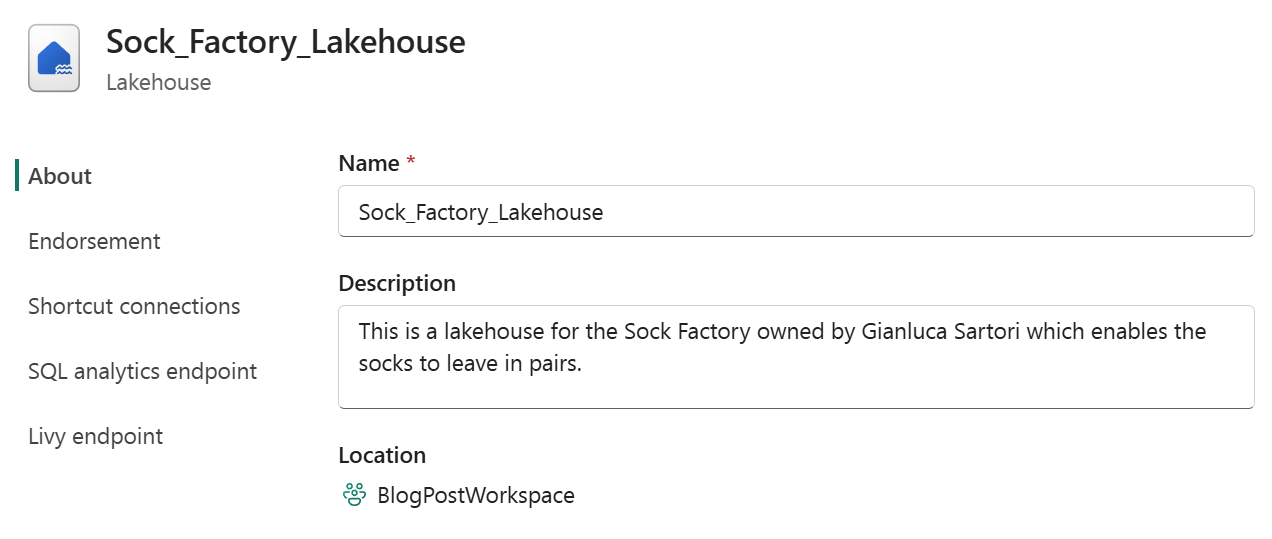 Sock_Factory_Lakehouse
Lakehouse
About
Endorsement
Shortcut connections
SQL analytics endpoint
Livy endpoint
Name *
Sock_Factory_Lakehouse
Description
This is a lakehouse for the Sock Factory owned by Gianluca Sartori which enables the
socks to leave in pairs.
Location
BlogPostWorkspace